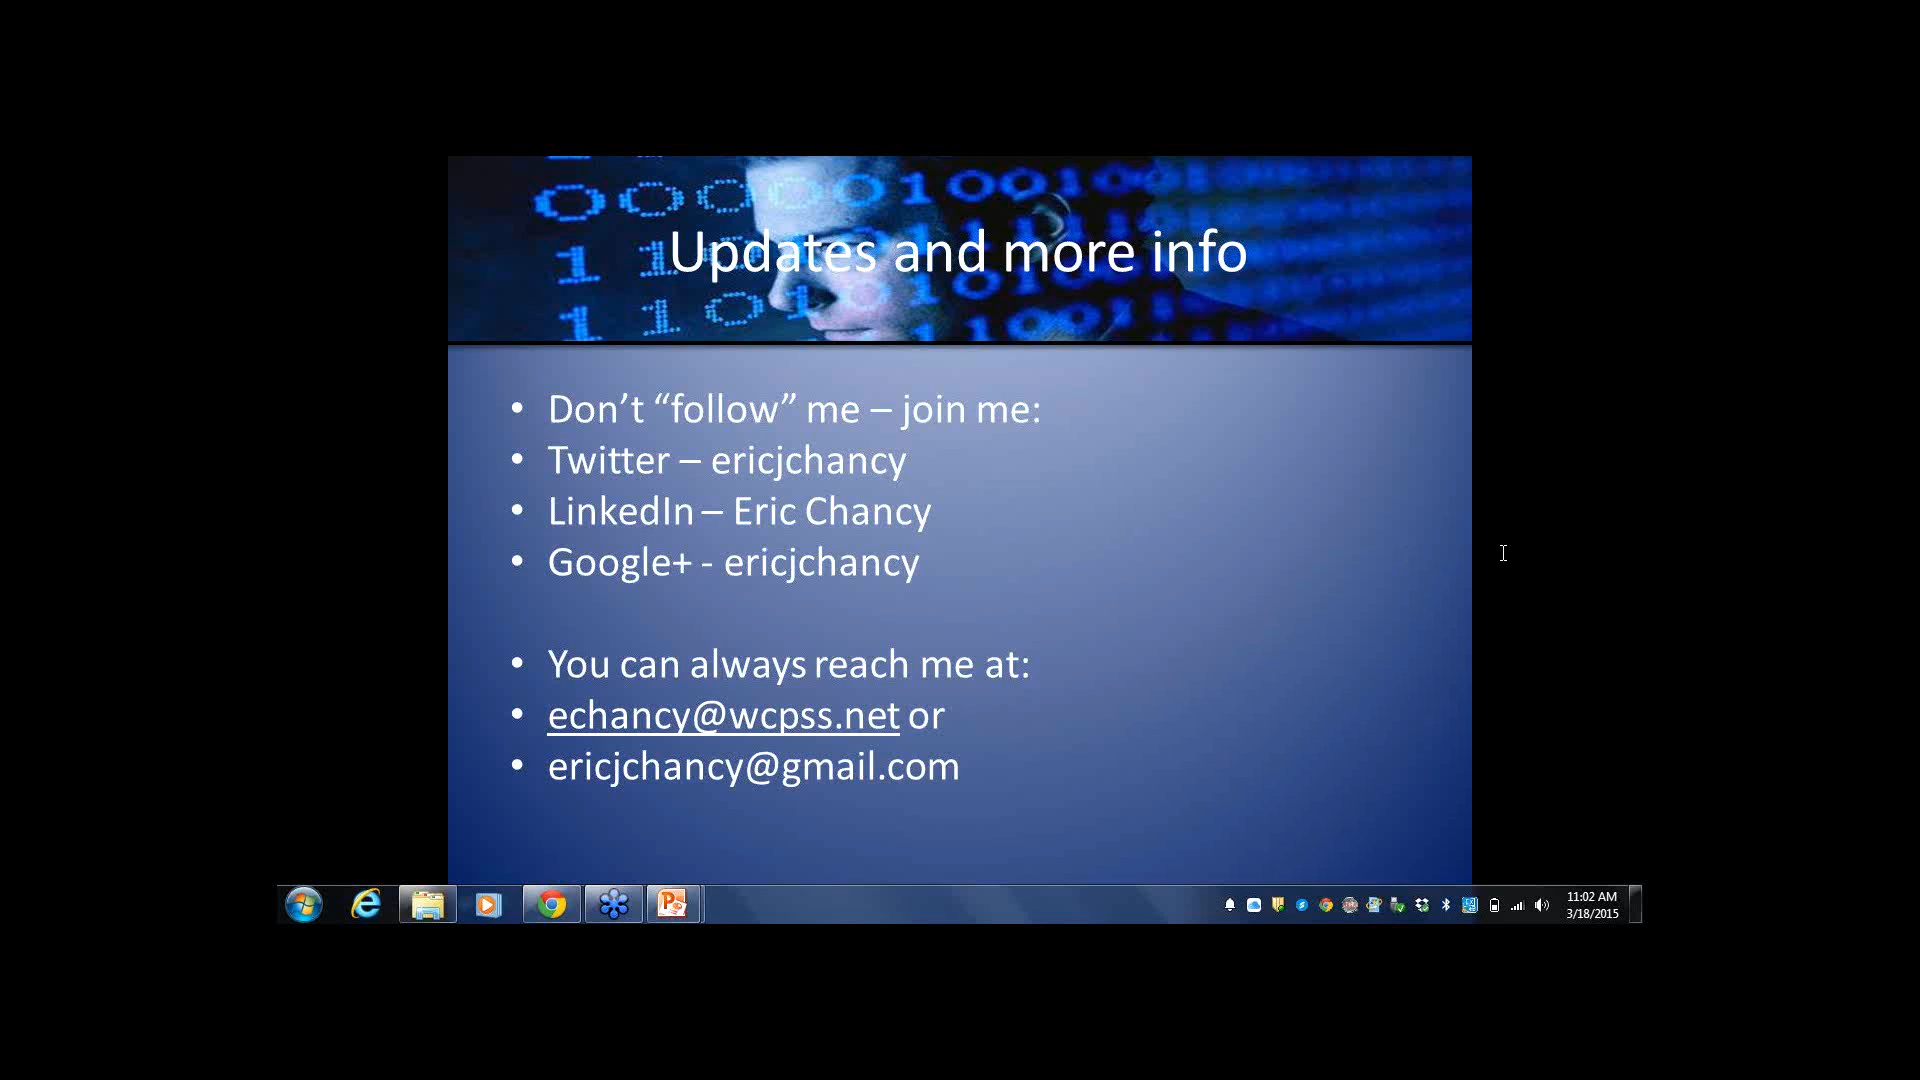 Updates and more info
• Don’t “follow” me – join me:
• Twitter – ericjchancy
• LinkedIn – Eric Chancy
• Google+ - ericjchancy
• You can always reach me at:
• echancy@wcpss.net or
• ericjchancy@gmail.com
11:02 AM
3/18/2015